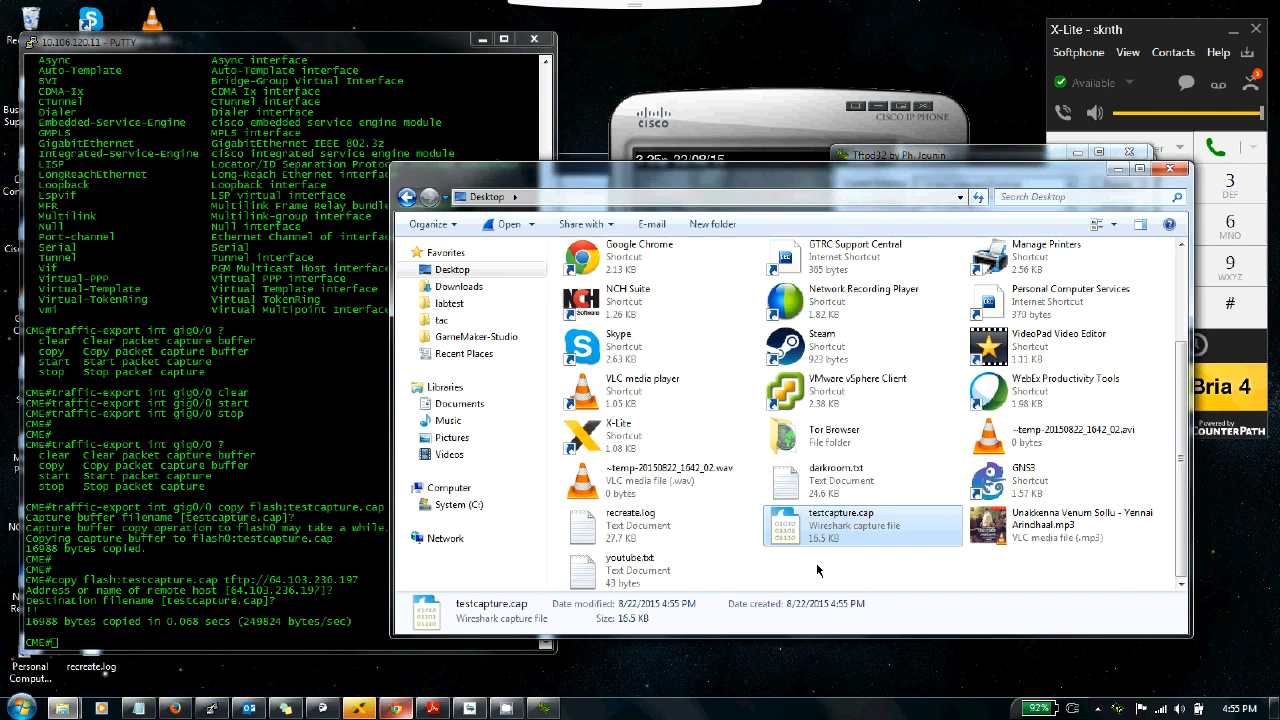 10.106.120.11 - PuTTY
Async Async interface
Auto-Template Auto-Template interface
BVI Bridge-Group Virtual Interface
CDMA-Ix CDMA Ix interface
CTunnel CTunnel interface
Dialer Dialer interface
Embedded-Service-Engine cisco embedded service engine module
GMPLS MPLS interface
GigabitEthernet GigabitEthernet IEEE 802.3z
Integrated-Service-Engine cisco integrated service engine module
LISP Locator/ID Separation Protoc
LongReachEthernet Long-Reach Ethernet interface
Loopback Loopback interface
Lspvif LSP virtual interface
MFR Multilink Frame Relay bundle
Multilink Multilink-group interface
Null Null interface
Port-channel Ethernet Channel of interfac
Serial Serial
Tunnel Tunnel interface
Vif PGM Multicast Host interface
Virtual-PPP Virtual PPP interface
Virtual-Template Virtual Template interface
Virtual-TokenRing Virtual TokenRing
vmi Virtual Multipoint Interface
CME#traffic-export int gig0/0 ?
clear Clear packet capture buffer
copy Copy packet capture buffer
start Start packet capture
stop Stop packet capture
CME#traffic-export int gig0/0 clear
CME#traffic-export int gig0/0 start
CME#traffic-export int gig0/0 stop
CME#
CME#
CME#traffic-export int gig0/0 ?
clear Clear packet capture buffer
copy Copy packet capture buffer
start Start packet capture
stop Stop packet capture
CME#traffic-export int gig0/0 copy flash:testcapture.cap
Capture buffer filename [testcapture.cap]?
Capture buffer copy operation to flash0 may take a while.
Copying capture buffer to flash0:testcapture.cap
16988 bytes copied.
CME#
CME#
CME#copy flash:testcapture.cap tftp://64.103.236.197
Address or name of remote host [64.103.236.197]?
Destination filename [testcapture.cap]?
!!
16988 bytes copied in 0.068 secs (249824 bytes/sec)
CME#
Personal
Comput...
recreate.log
CISCO
CISCO IP PHONE
Tftpd32 by Ph. Jounin
Desktop
Search Desktop
Organize Open Share with E-mail New folder
Favorites
Desktop
Downloads
labtest
tac
GameMaker-Studio
Recent Places
Libraries
Documents
Music
Pictures
Videos
Computer
System (C:)
Network
Google Chrome
Shortcut
2.13 KB
GTRC Support Central
Internet Shortcut
365 bytes
Manage Printers
Shortcut
2.56 KB
NCH Suite
Shortcut
1.26 KB
Network Recording Player
Shortcut
1.82 KB
Personal Computer Services
Internet Shortcut
370 bytes
Skype
Shortcut
2.63 KB
Steam
Shortcut
923 bytes
VideoPad Video Editor
Shortcut
1.11 KB
VLC media player
Shortcut
1.05 KB
VMware vSphere Client
Shortcut
2.38 KB
WebEx Productivity Tools
Shortcut
1.98 KB
X-Lite
Shortcut
1.08 KB
Tor Browser
File folder
~temp-20150822_1642_02.avi
0 bytes
~temp-20150822_1642_02.wav
VLC media file (.wav)
0 bytes
darkroom.txt
Text Document
24.6 KB
GNS3
Shortcut
1.57 KB
recreate.log
Text Document
27.7 KB
testcapture.cap
Wireshark capture file
16.5 KB
Unakkenna Venum Sollu - Yennai
Arindhaal.mp3
VLC media file (.mp3)
youtube.txt
Text Document
43 bytes
testcapture.cap Date modified: 8/22/2015 4:55 PM Date created: 8/22/2015 4:55 PM
Wireshark capture file Size: 16.5 KB
X-Lite - sknth
Softphone View Contacts Help
Available
3
DEF
6
MNO
9
WXYZ
#
Bria 4
Powered by
COUNTERPATH
92%
4:55 PM